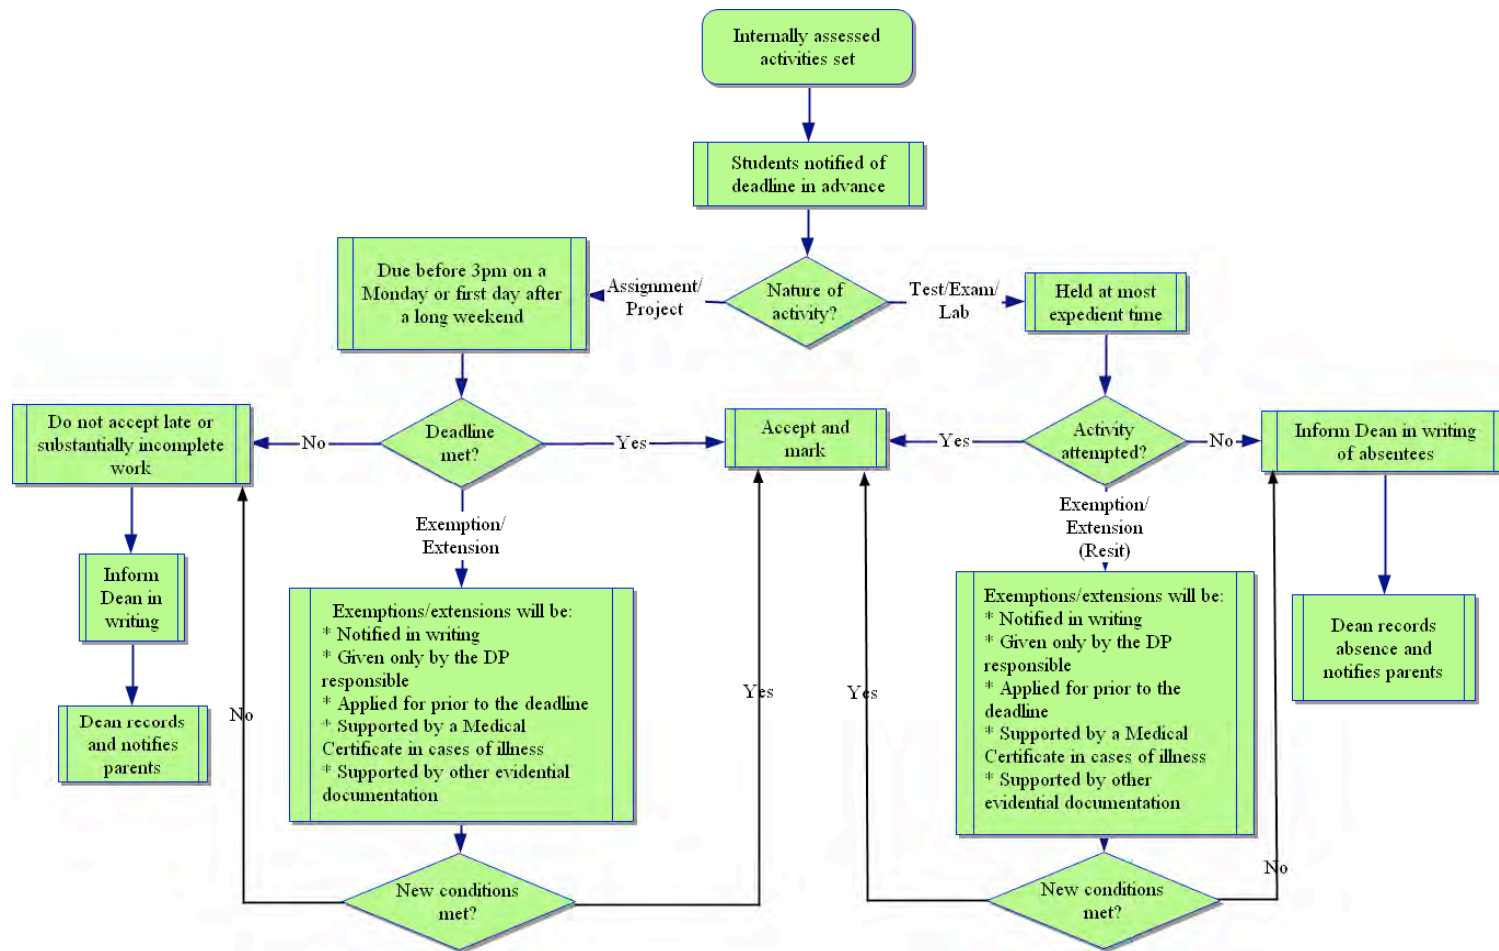 Internally assessed
activities set
Students notified of
deadline in advance
Nature of
activity?
Assignment/
Project
Test/Exam/
Lab
Due before 3pm on a
Monday or first day after
a long weekend
Held at most
expedient time
Do not accept late or
substantially incomplete
work
No
Deadline
met?
Yes
Accept and
mark
Yes
Activity
attempted?
No
Inform Dean in writing
of absentees
Exemption/
Extension
Exemption/
Extension
(Resit)
Inform
Dean in
writing
Dean records
and notifies
parents
Exemptions/extensions will be:
* Notified in writing
* Given only by the DP
responsible
* Applied for prior to the deadline
* Supported by a Medical
Certificate in cases of illness
* Supported by other evidential
documentation
Exemptions/extensions will be:
* Notified in writing
* Given only by the DP
responsible
* Applied for prior to the
deadline
* Supported by a Medical
Certificate in cases of illness
* Supported by other
evidential documentation
Dean records
absence and
notifies parents
No
Yes
Yes
No
New conditions
met?
New conditions
met?